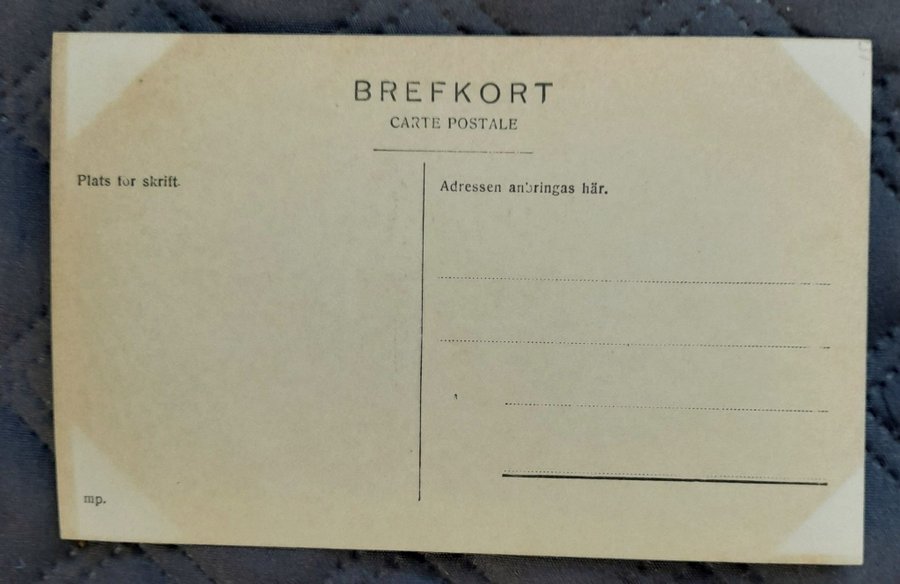 BREFKORT
CARTE POSTALE
Plats for skrift.
Adressen anbringas här.
mp.